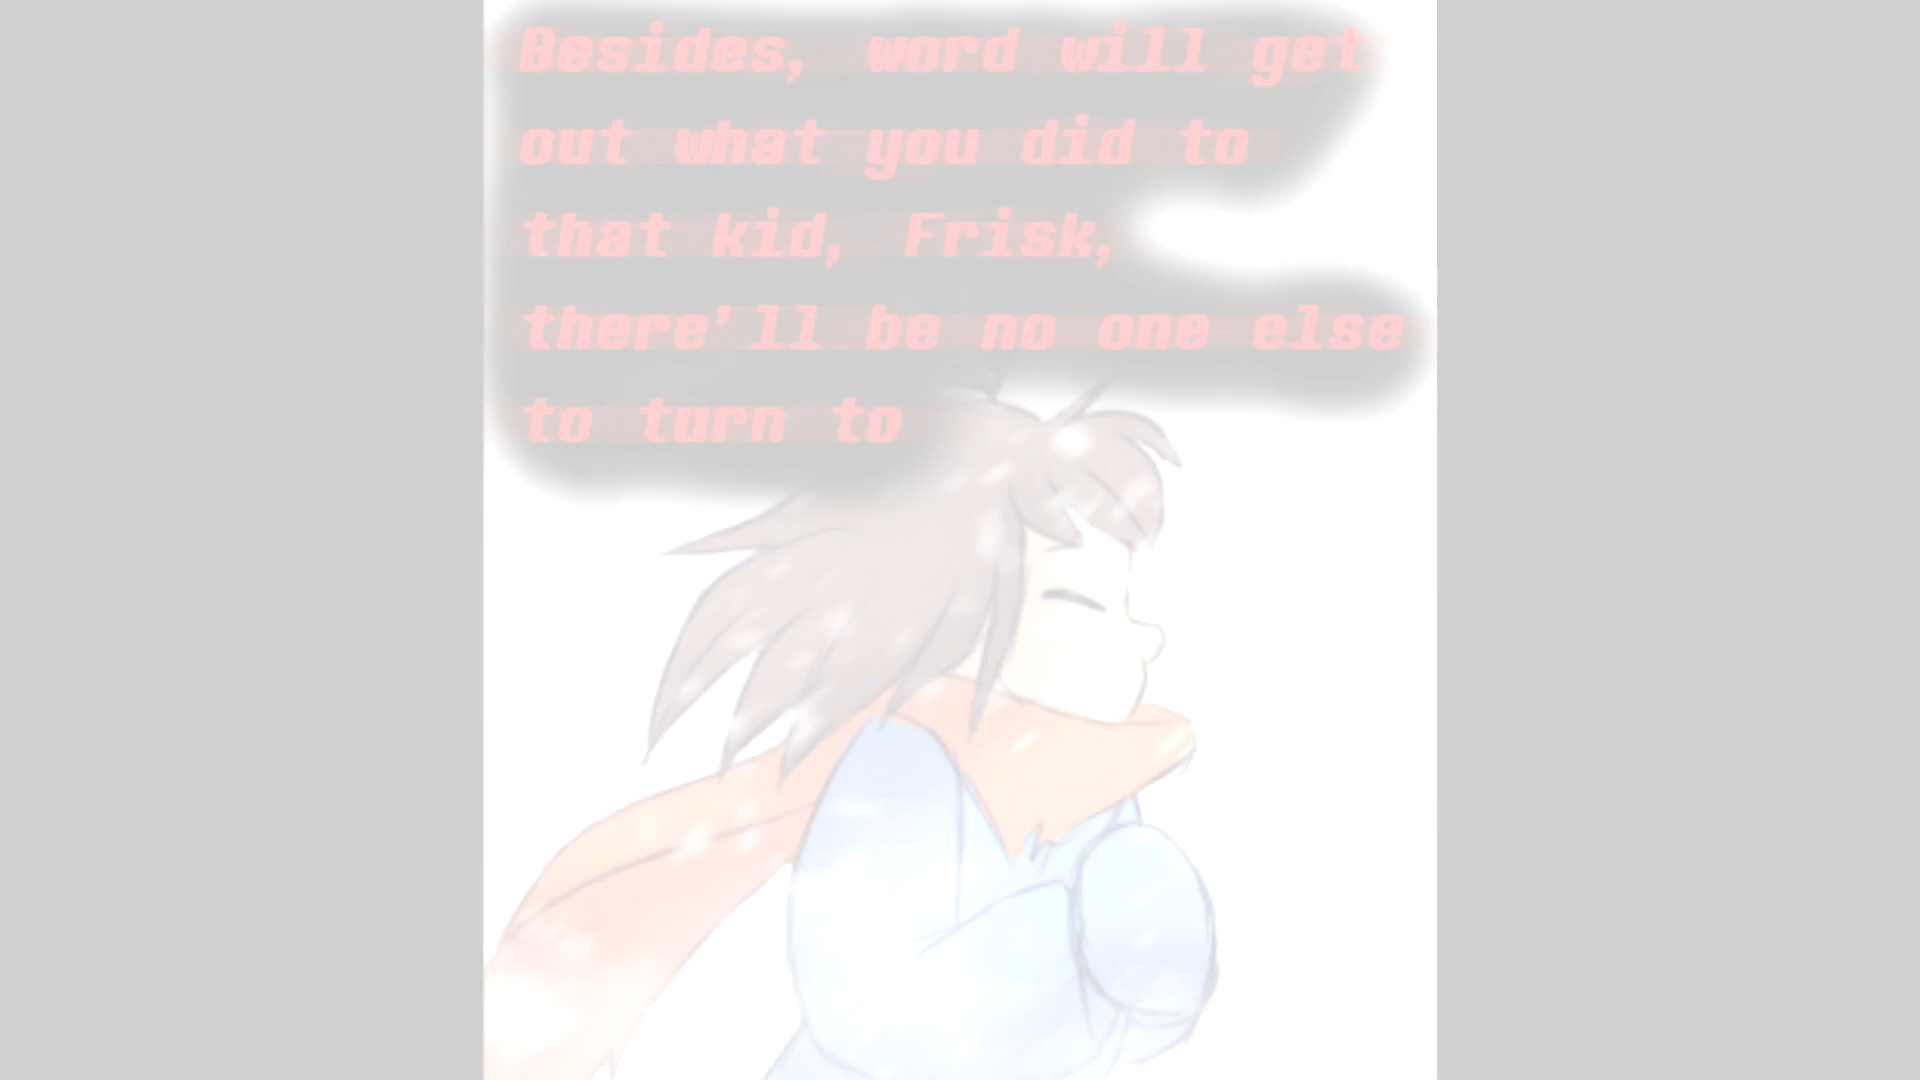 Besides, word will get
out what you did to
that kid, Frisk,
there'll be no one else
to turn to